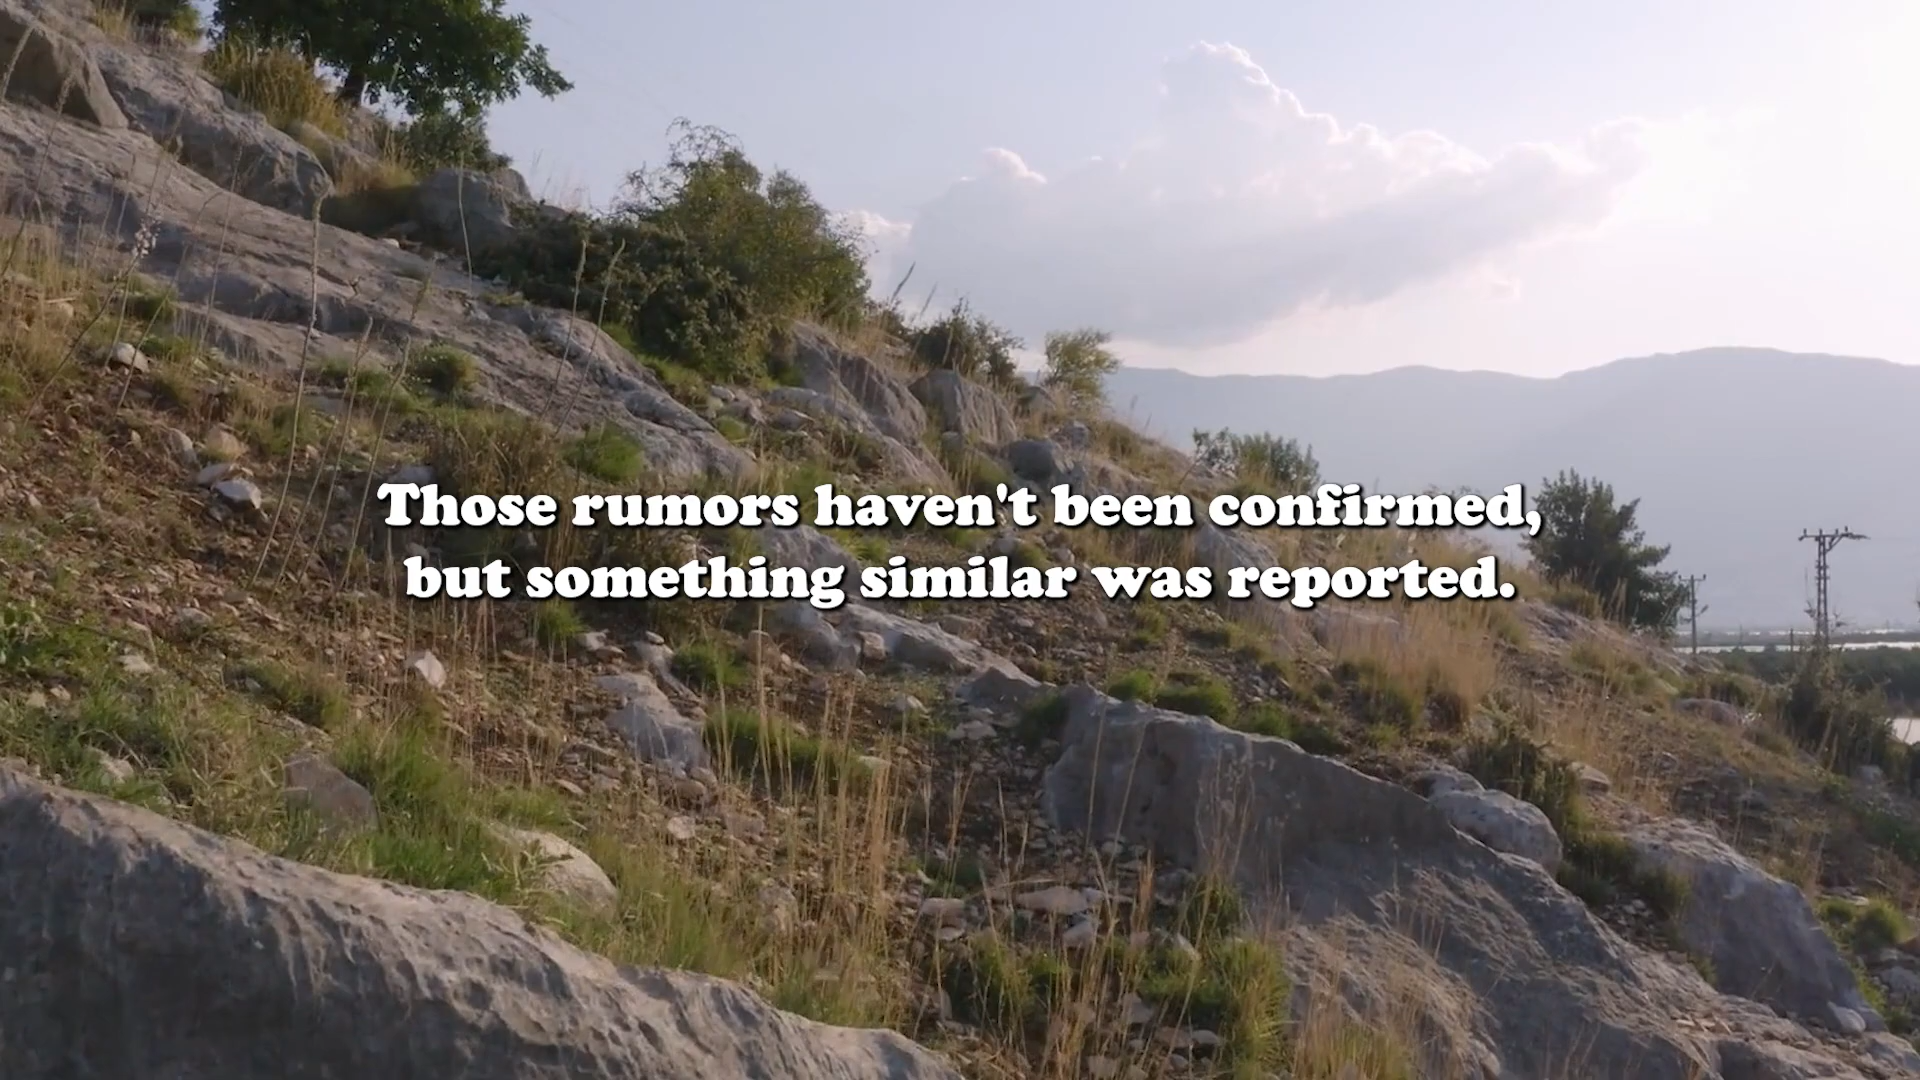 Those rumors haven't been confirmed,
but something similar was reported.